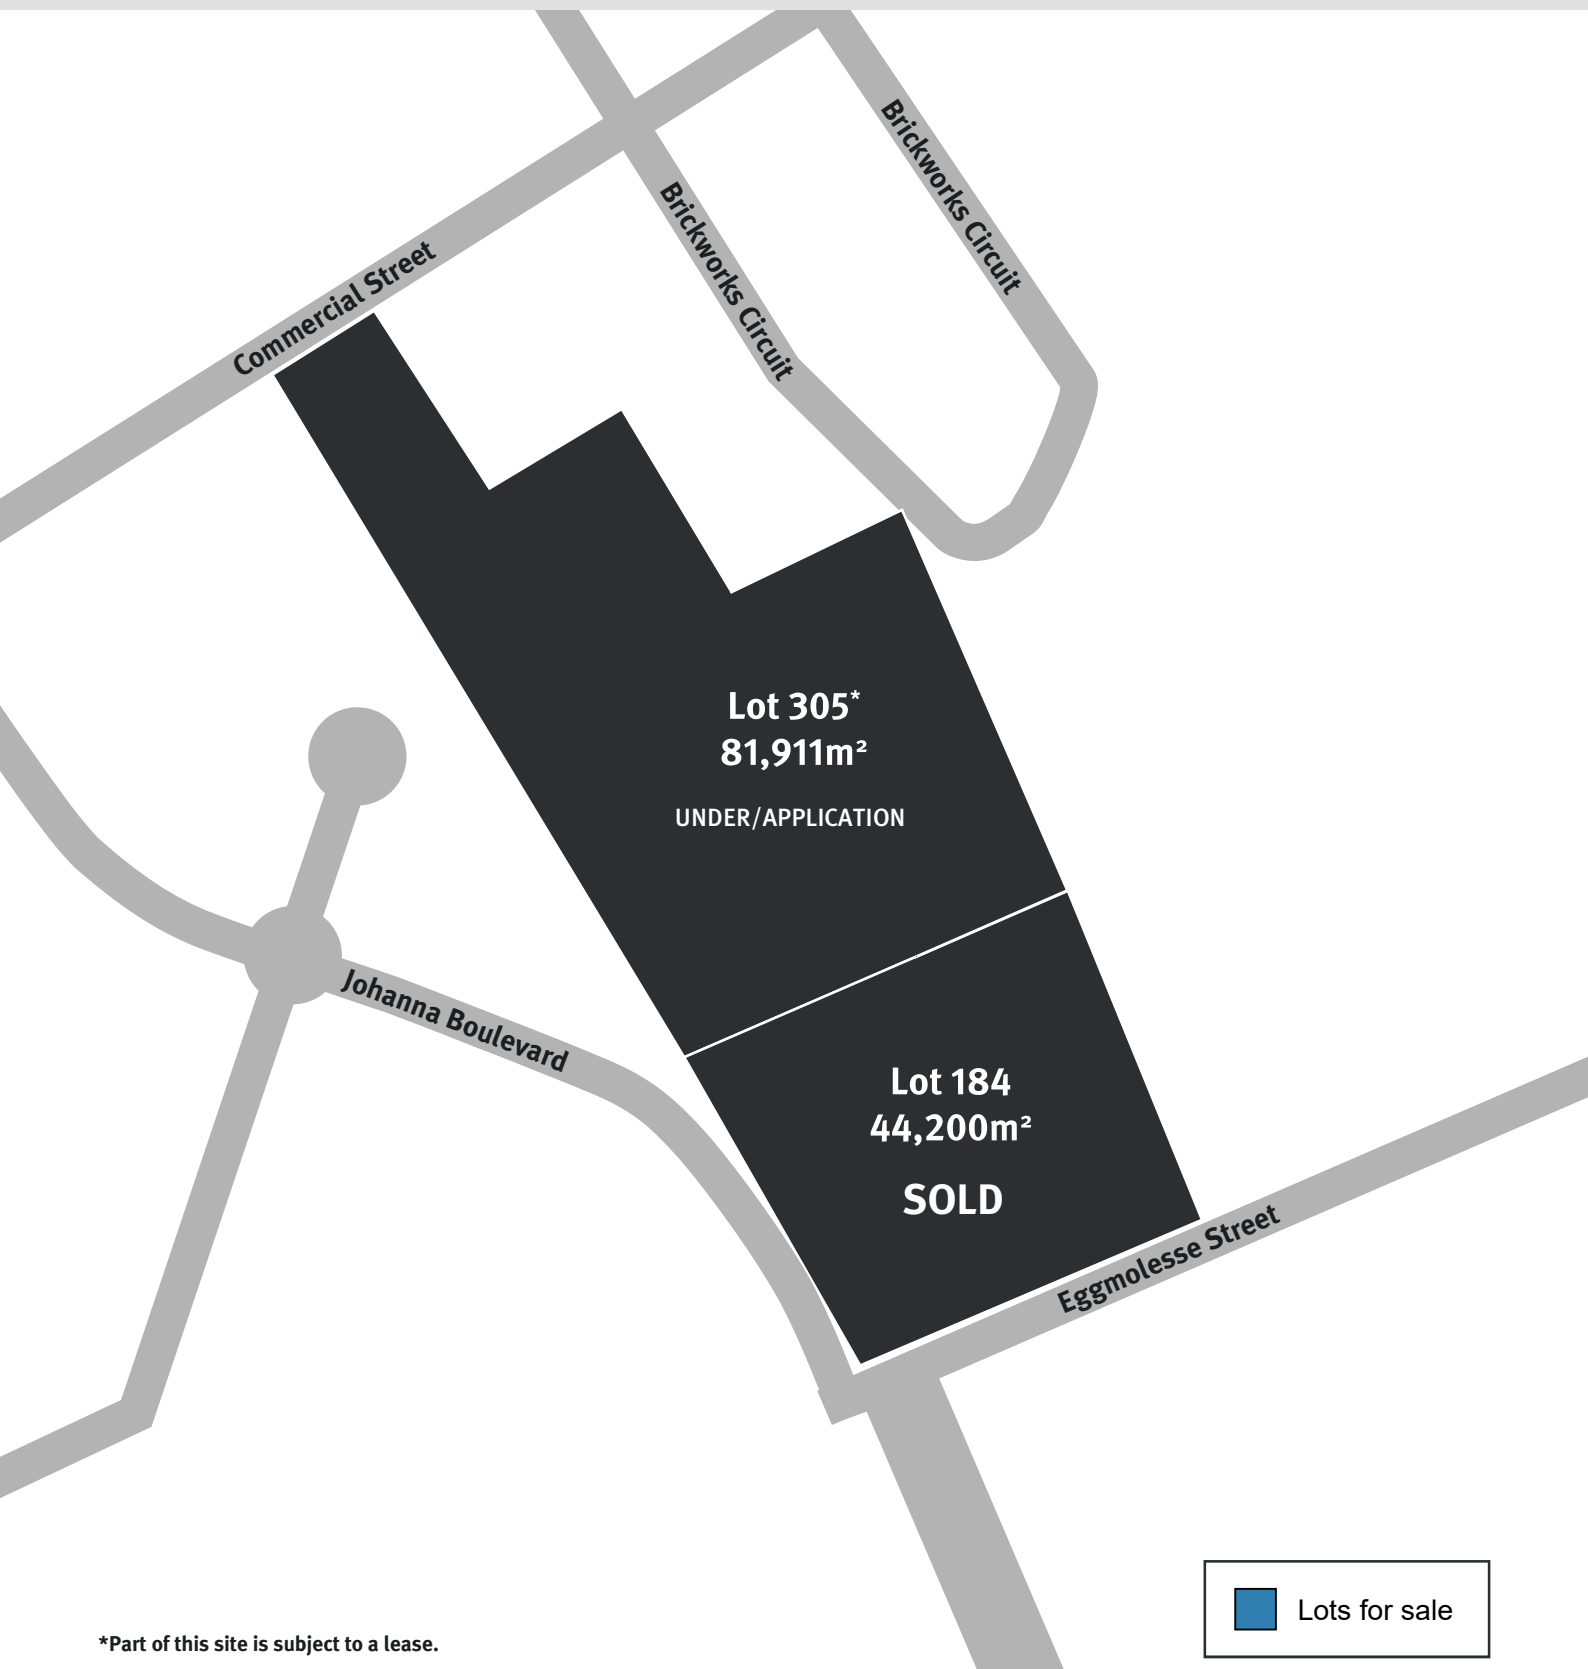 Brickworks Circuit
Brickworks Circuit
Commercial Street
Lot 305*
81,911m²
UNDER/APPLICATION
Johanna Boulevard
Lot 184
44,200m²
SOLD
Eggmolesse Street
Lots for sale
*Part of this site is subject to a lease.